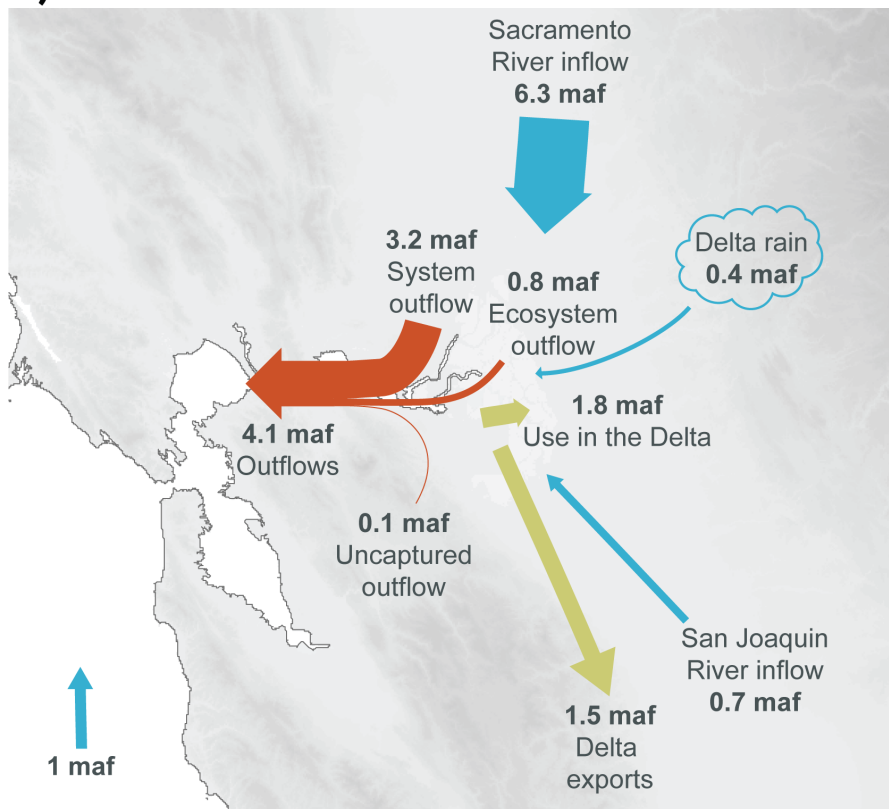 Sacramento
River inflow
6.3 maf
3.2 maf
System
outflow
0.8 maf
Ecosystem
outflow
Delta rain
0.4 maf
1.8 maf
Use in the Delta
4.1 maf
Outflows
0.1 maf
Uncaptured
outflow
San Joaquin
River inflow
0.7 maf
1.5 maf
Delta
exports
1 maf